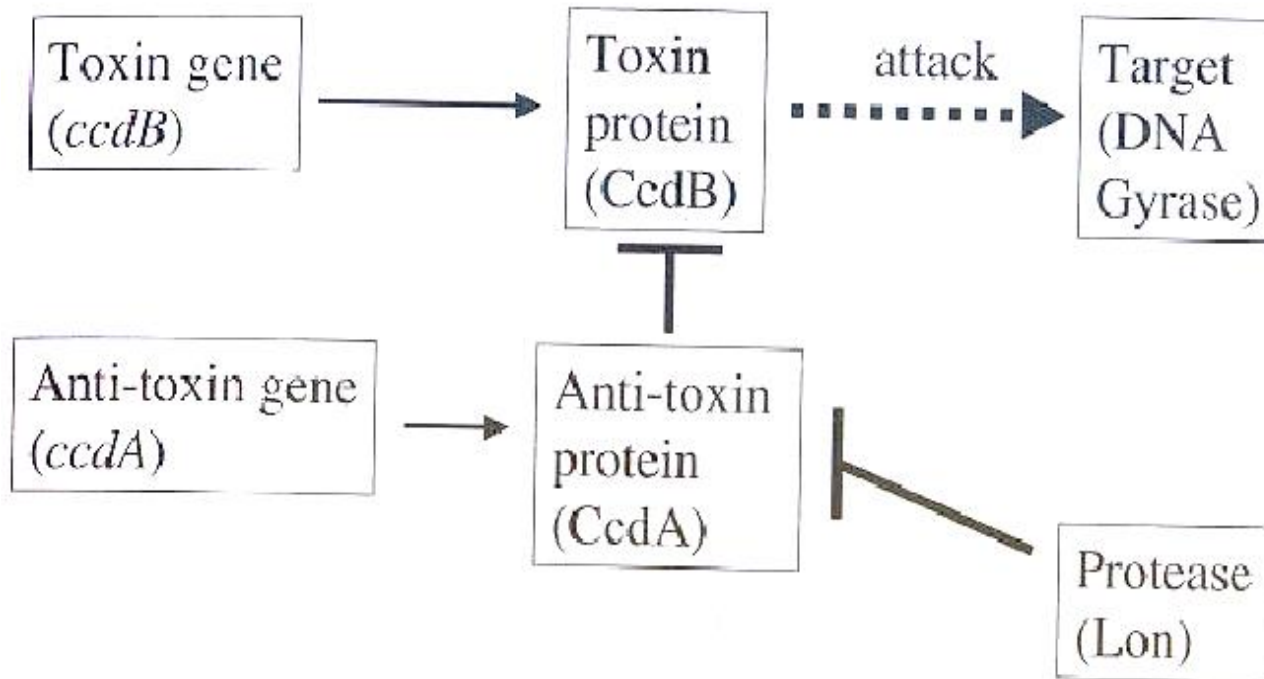 Toxin gene
(ccdB)
Toxin
protein
(CcdB)
attack
Target
(DNA
Gyrase)
Anti-toxin gene
(ccdA)
Anti-toxin
protein
(CcdA)
Protease
(Lon)